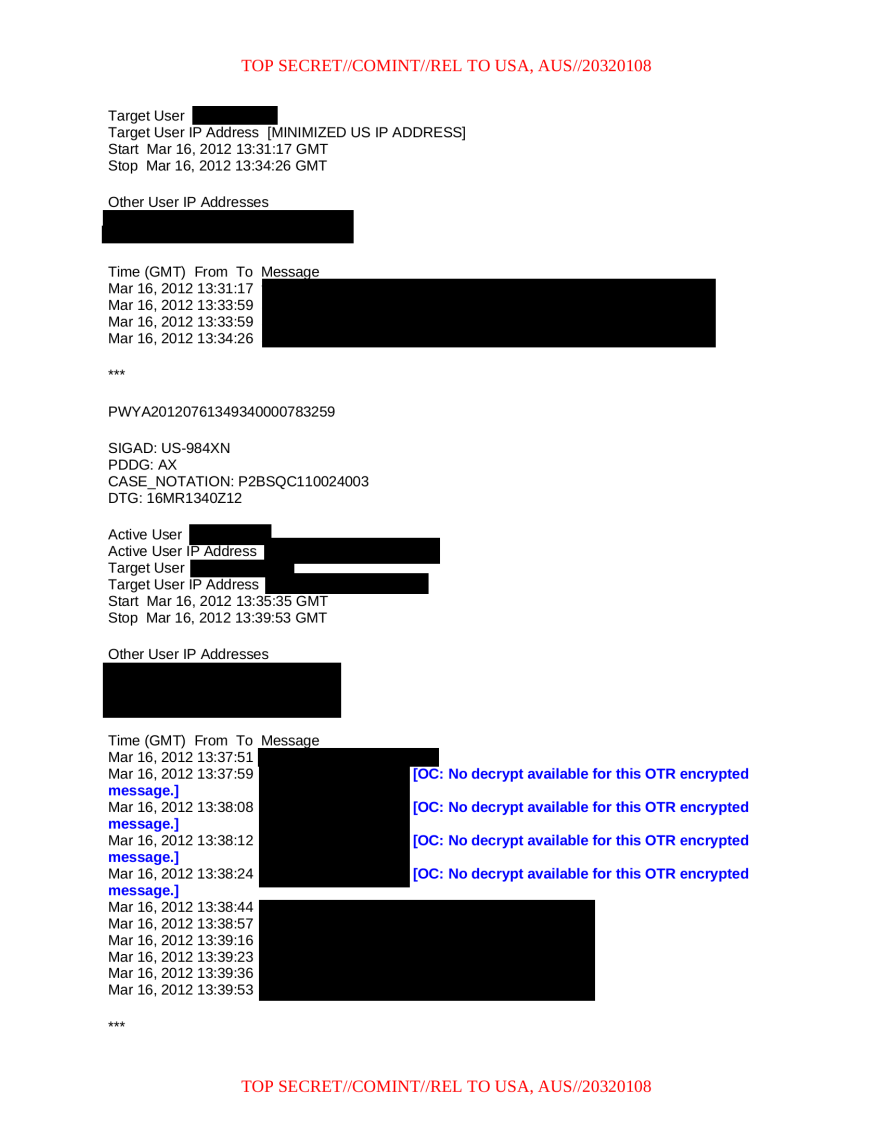 TOP SECRET//COMINT//REL TO USA, AUS//20320108
Target User
Target User IP Address  [MINIMIZED US IP ADDRESS]
Start  Mar 16, 2012 13:31:17 GMT
Stop  Mar 16, 2012 13:34:26 GMT
Other User IP Addresses
Time (GMT)  From  To  Message
Mar 16, 2012 13:31:17
Mar 16, 2012 13:33:59
Mar 16, 2012 13:33:59
Mar 16, 2012 13:34:26
***
PWYA20120761349340000783259
SIGAD: US-984XN
PDDG: AX
CASE_NOTATION: P2BSQC110024003
DTG: 16MR1340Z12
Active User
Active User IP Address
Target User
Target User IP Address
Start  Mar 16, 2012 13:35:35 GMT
Stop  Mar 16, 2012 13:39:53 GMT
Other User IP Addresses
Time (GMT)  From  To  Message
Mar 16, 2012 13:37:51
Mar 16, 2012 13:37:59 [OC: No decrypt available for this OTR encrypted
message.]
Mar 16, 2012 13:38:08 [OC: No decrypt available for this OTR encrypted
message.]
Mar 16, 2012 13:38:12 [OC: No decrypt available for this OTR encrypted
message.]
Mar 16, 2012 13:38:24 [OC: No decrypt available for this OTR encrypted
message.]
Mar 16, 2012 13:38:44
Mar 16, 2012 13:38:57
Mar 16, 2012 13:39:16
Mar 16, 2012 13:39:23
Mar 16, 2012 13:39:36
Mar 16, 2012 13:39:53
***
TOP SECRET//COMINT//REL TO USA, AUS//20320108